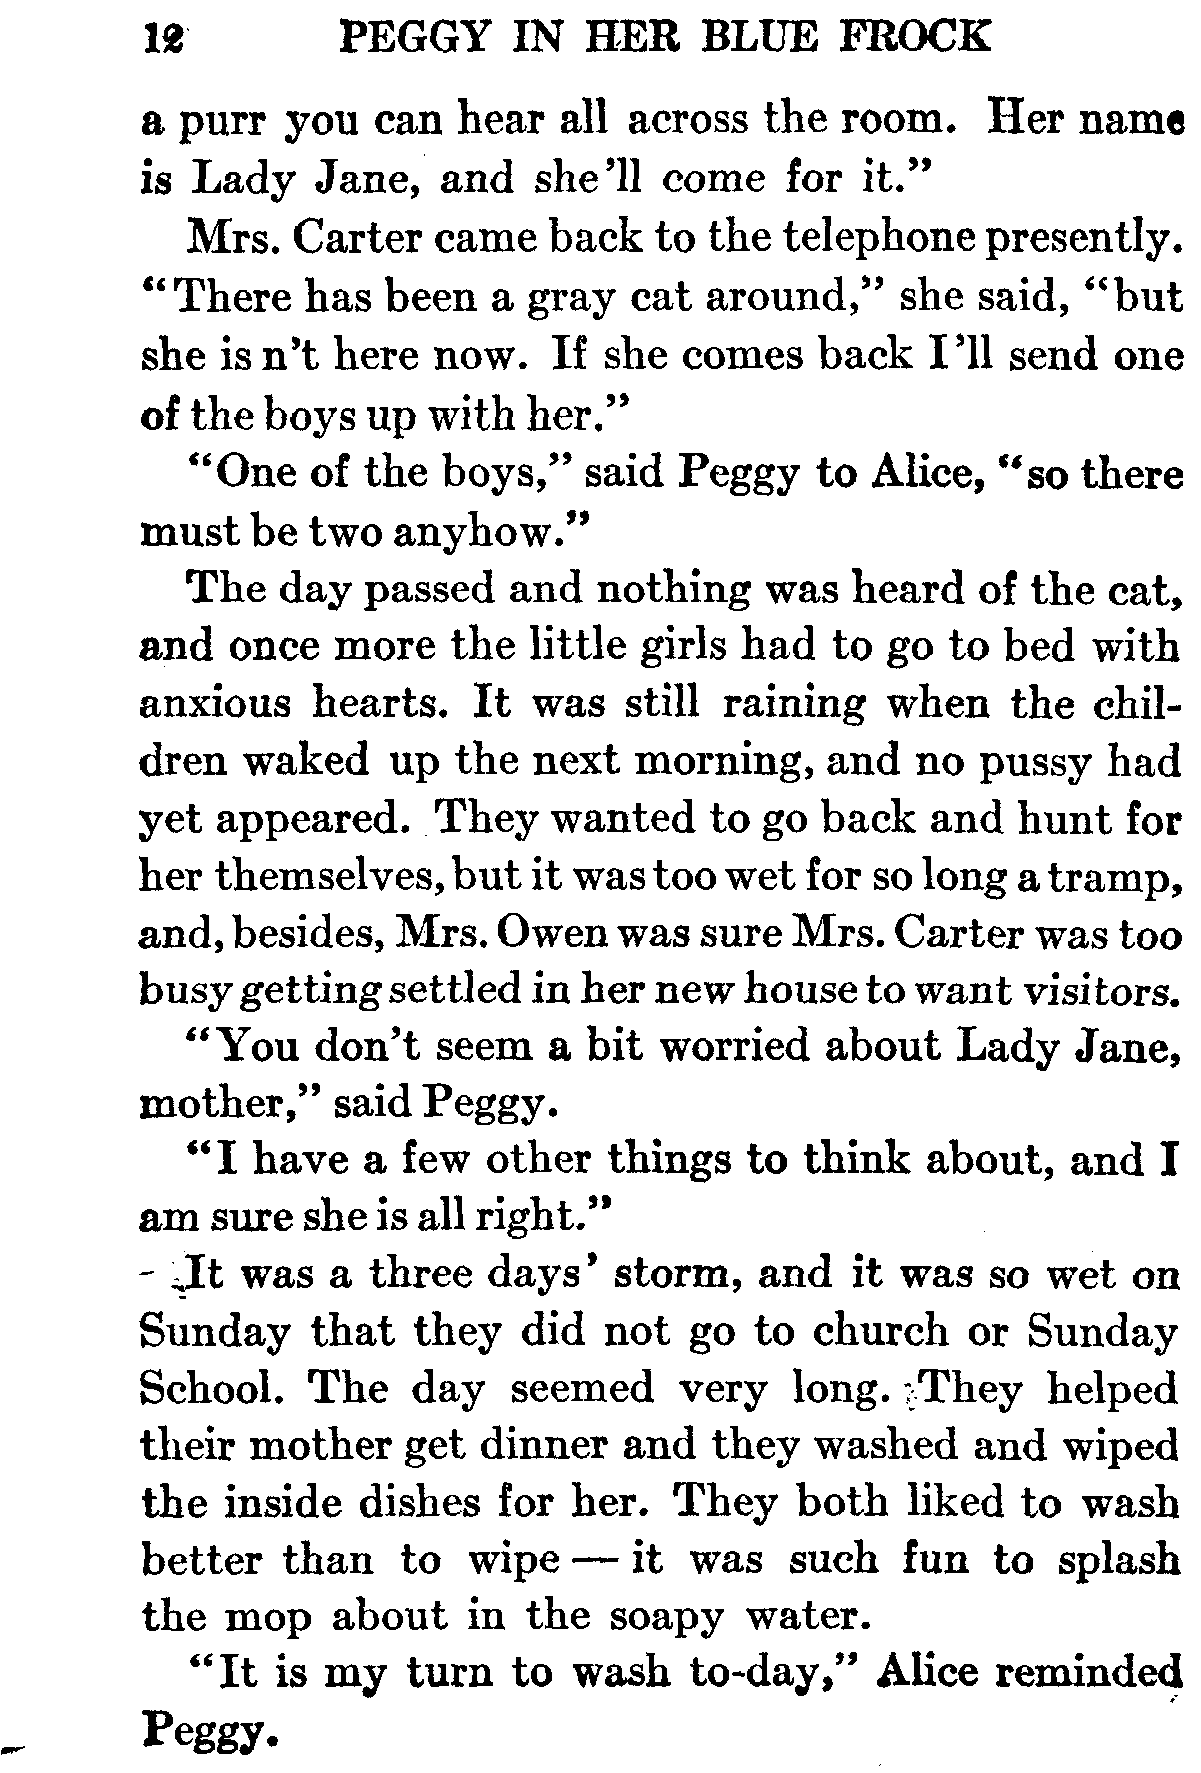 12 PEGGY IN HER BLUE FROCK
a purr you can hear all across the room. Her name
is Lady Jane, and she'll come for it."
Mrs. Carter came back to the telephone presently.
"There has been a gray cat around," she said, "but
she is n't here now. If she comes back I'll send one
of the boys up with her."
"One of the boys," said Peggy to Alice, "so there
must be two anyhow."
The day passed and nothing was heard of the cat,
and once more the little girls had to go to bed with
anxious hearts. It was still raining when the chil-
dren waked up the next morning, and no pussy had
yet appeared. They wanted to go back and hunt for
her themselves, but it was too wet for so long a tramp,
and, besides, Mrs. Owen was sure Mrs. Carter was too
busy getting settled in her new house to want visitors.
"You don't seem a bit worried about Lady Jane,
mother," said Peggy.
"I have a few other things to think about, and I
am sure she is all right."
It was a three days' storm, and it was so wet on
Sunday that they did not go to church or Sunday
School. The day seemed very long. They helped
their mother get dinner and they washed and wiped
the inside dishes for her. They both liked to wash
better than to wipe — it was such fun to splash
the mop about in the soapy water.
"It is my turn to wash to-day," Alice reminded
Peggy.